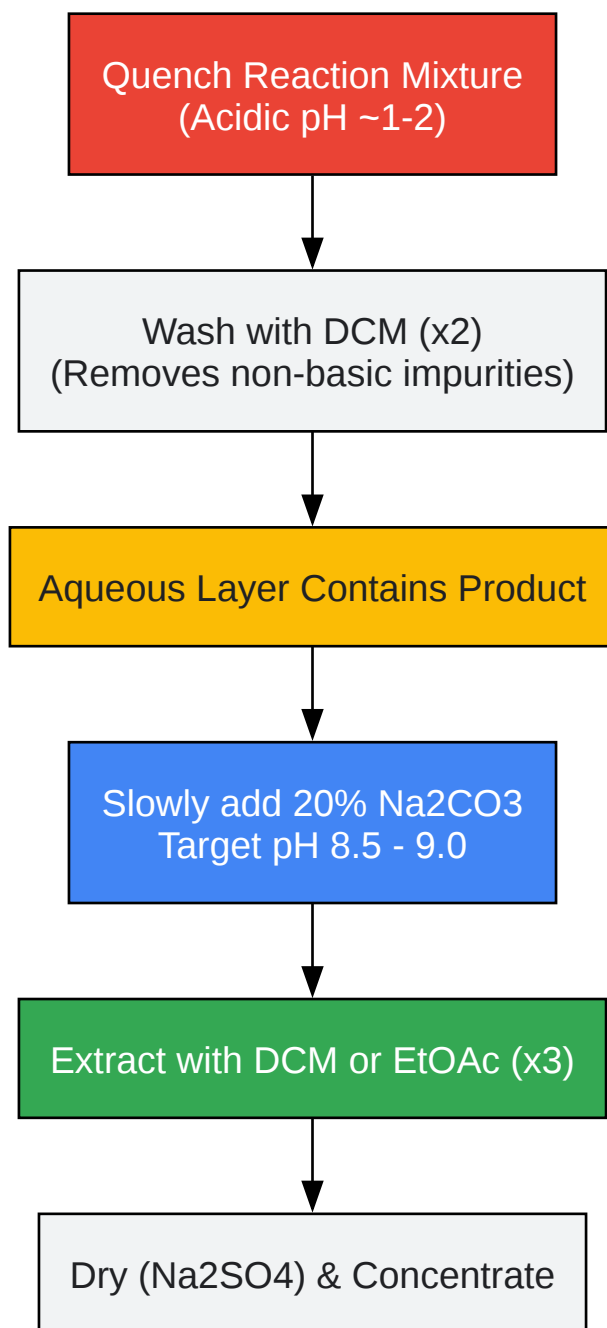 Quench Reaction Mixture
(Acidic pH ~1-2)
Wash with DCM (x2)
(Removes non-basic impurities)
Aqueous Layer Contains Product
Slowly add 20% Na2CO3
Target pH 8.5 - 9.0
Extract with DCM or EtOAc (x3)
Dry (Na2SO4) & Concentrate